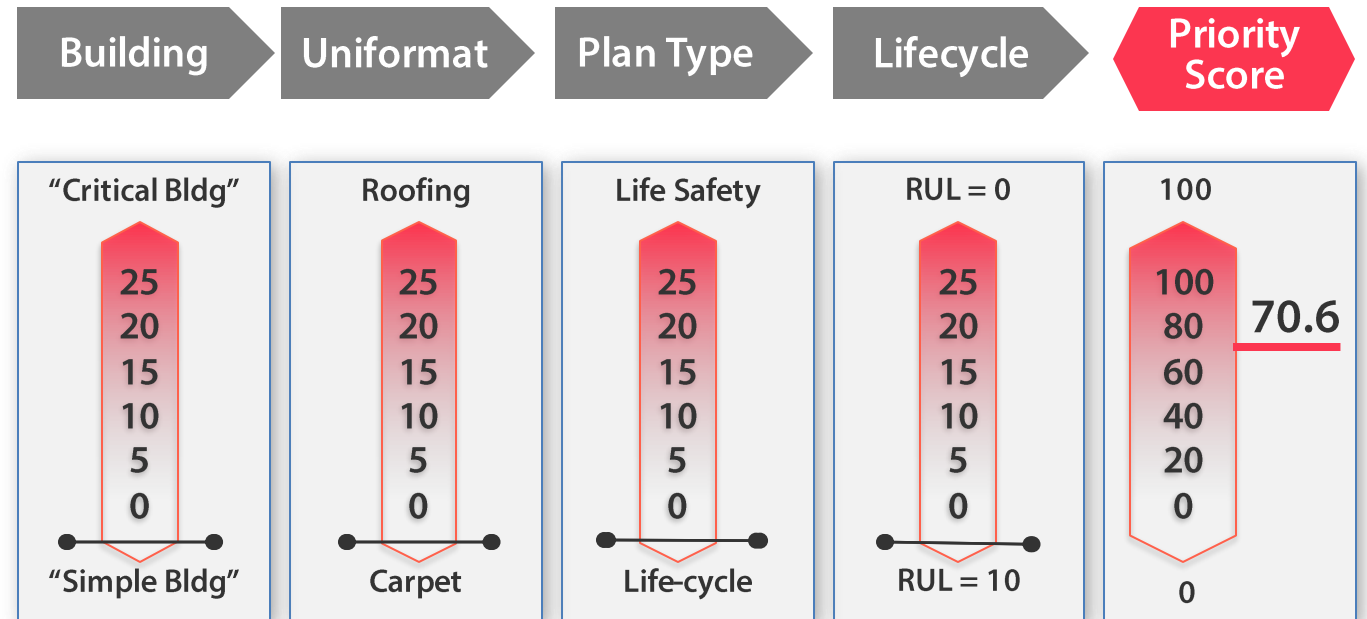 Building
Uniformat
Plan Type
Lifecycle
Priority
Score
“Critical Bldg”
25
20
15
10
5
0
“Simple Bldg”
Roofing
25
20
15
10
5
0
Carpet
Life Safety
25
20
15
10
5
0
Life-cycle
RUL = 0
25
20
15
10
5
0
RUL = 10
100
100
80
60
40
20
0
0
70.6